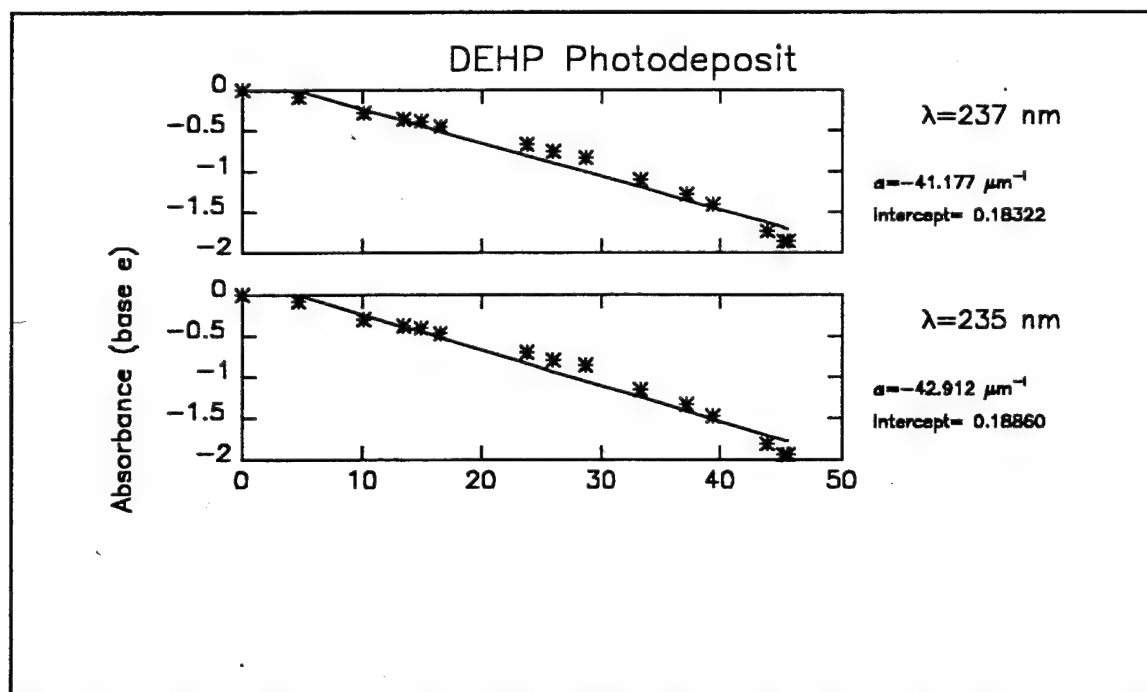 DEHP Photodeposit
0
−0.5
−1
−1.5
−2
λ=237 nm
α=−41.177 μm⁻¹
Intercept= 0.18322
Absorbance (base e)
0
−0.5
−1
−1.5
−2
0 10 20 30 40 50
λ=235 nm
α=−42.912 μm⁻¹
Intercept= 0.18860